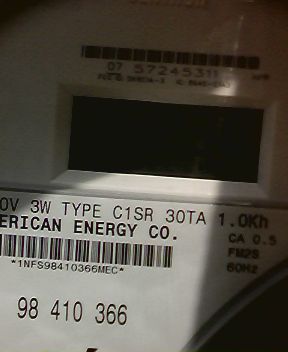 07 57245311
0V 3W TYPE C1SR 30TA 1.0Kh
ERICAN ENERGY CO.
CA 0.5
FM2S
*1NFS98410366MEC*
60Hz
98 410 366